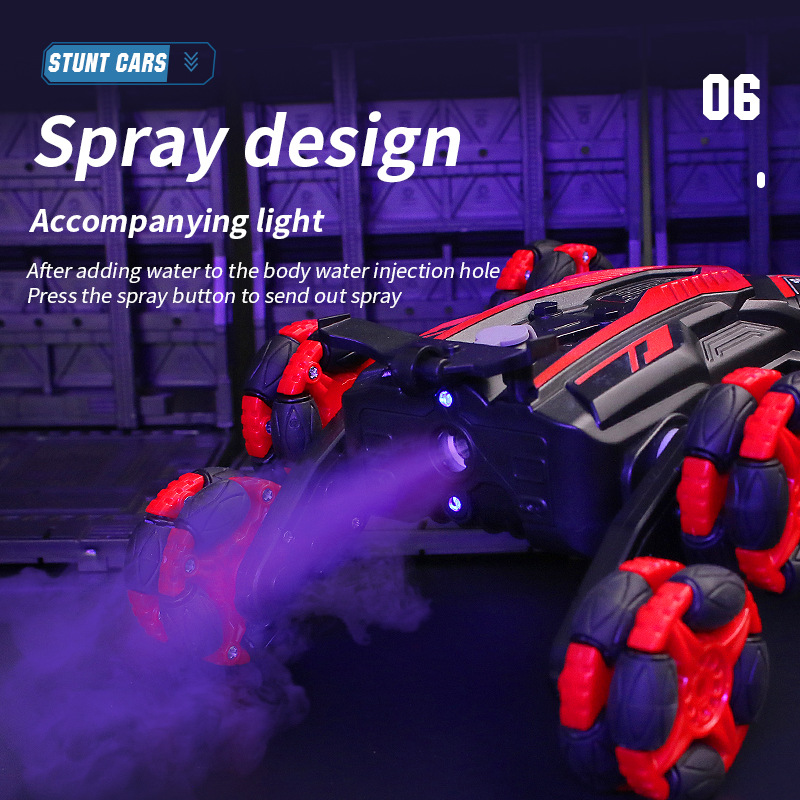 STUNT CARS
06
Spray design
Accompanying light
After adding water to the body water injection hole
Press the spray button to send out spray